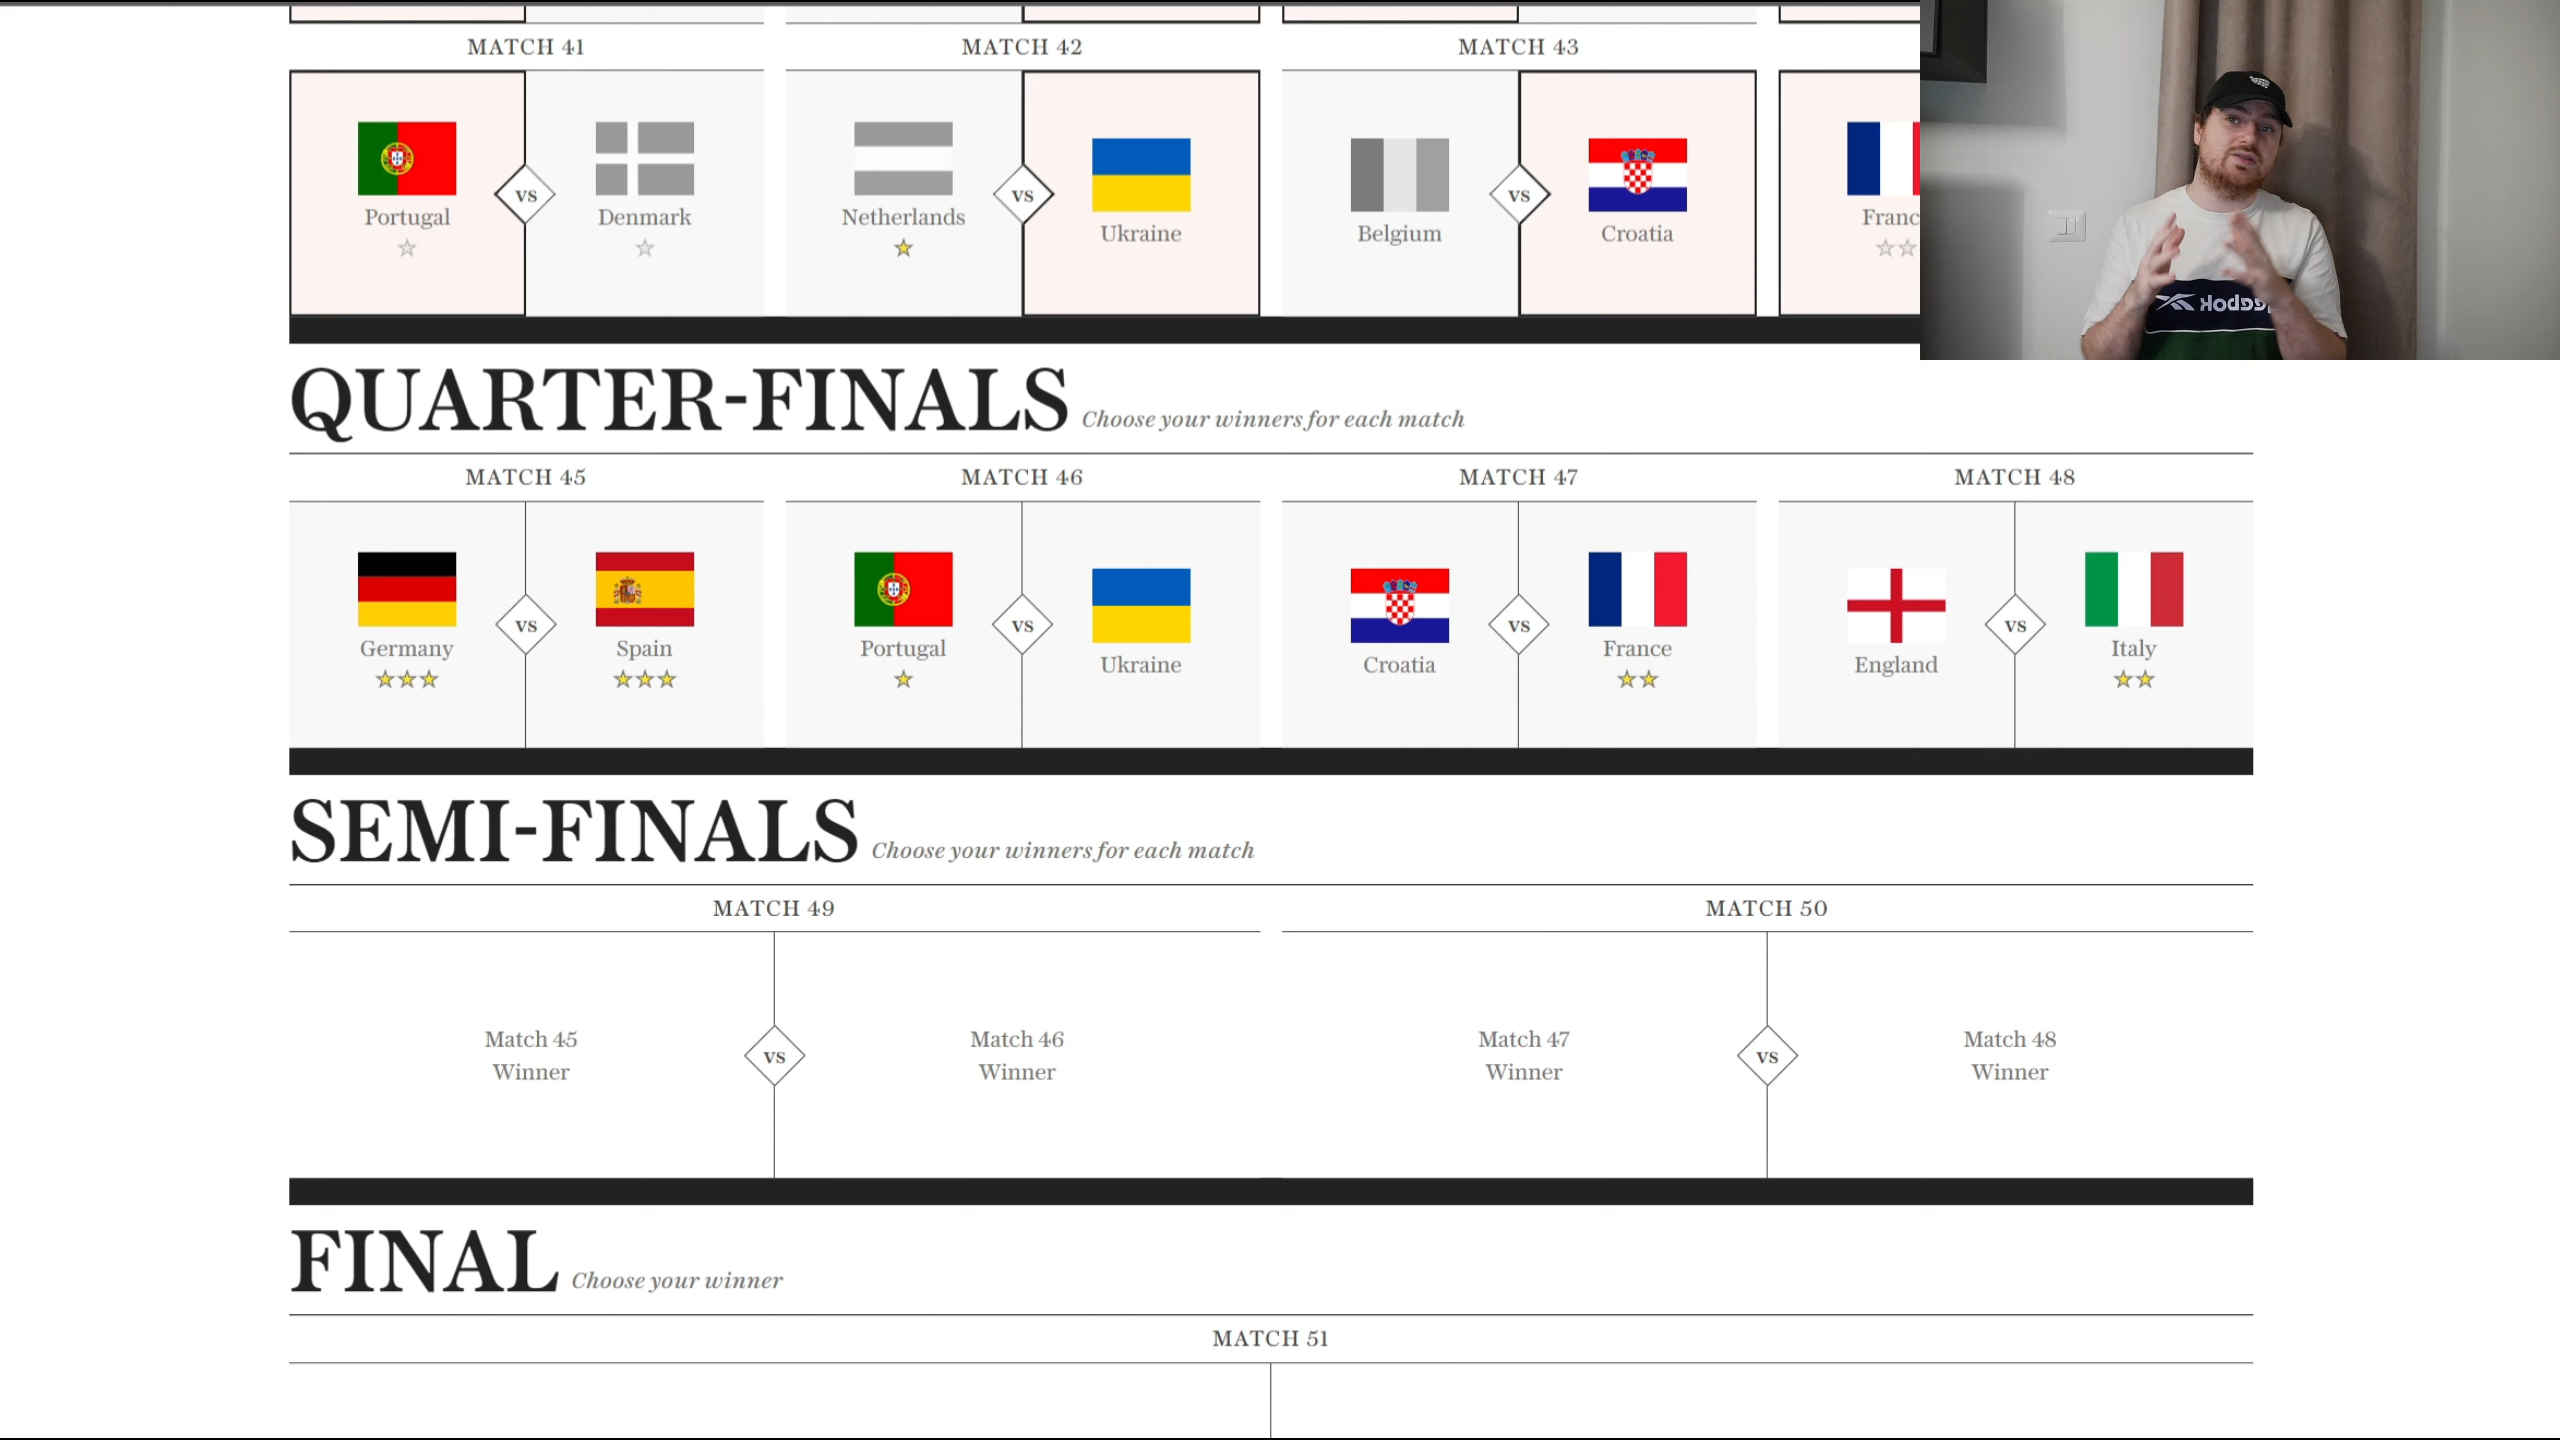 MATCH 41
MATCH 42
MATCH 43
vs
vs
vs
Portugal
Denmark
Netherlands
Ukraine
Belgium
Croatia
Franc
Reebok
QUARTER-FINALS Choose your winners for each match
MATCH 45
MATCH 46
MATCH 47
MATCH 48
vs
vs
vs
vs
Germany
Spain
Portugal
Ukraine
Croatia
France
England
Italy
SEMI-FINALS Choose your winners for each match
MATCH 49
MATCH 50
Match 45
Winner
vs
Match 46
Winner
Match 47
Winner
vs
Match 48
Winner
FINAL Choose your winner
MATCH 51